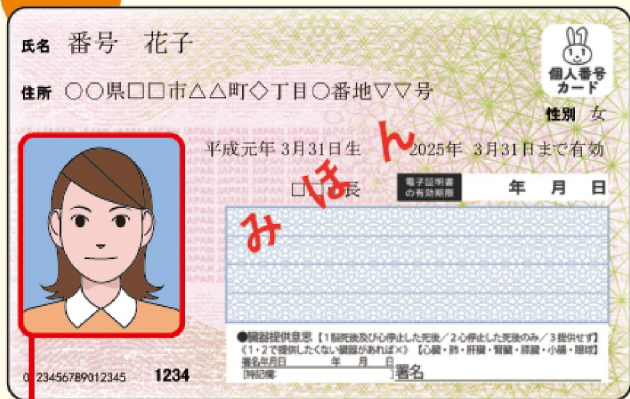 氏名 番号 花子
個人番号
カード
住所 〇〇県□□市△△町◇丁目〇番地▽▽号
性別 女
平成元年 3月31日生 2025年 3月31日まで有効
みほん
電子証明書
の有効期限
年 月 日
●臓器提供意思【1脳死後及び心停止した死後/2心停止した死後のみ/3提供せず】
《1・2で提供したくない臓器があれば×》【心臓・肺・肝臓・腎臓・膵臓・小腸・眼球】
署名年月日 年 月 日
[特記欄: ]署名
23456789012345 1234